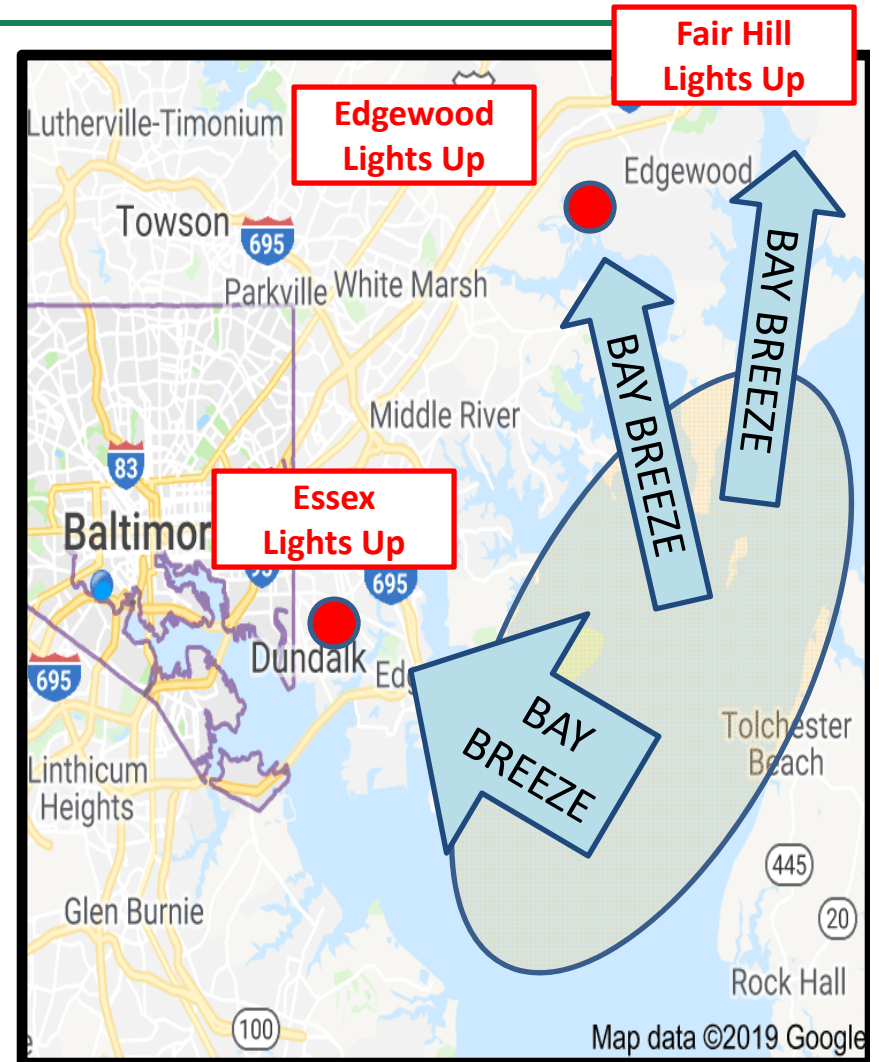 Fair Hill
Lights Up
Edgewood
Lights Up
Lutherville-Timonium
Edgewood
Towson
695
BAY BREEZE
Parkville
White Marsh
BAY BREEZE
Middle River
83
Essex
Lights Up
Baltimor
95
695
Dundalk
Edg
695
BAY
BREEZE
Tolchester
Beach
Linthicum
Heights
445
Glen Burnie
20
Rock Hall
100
Map data ©2019 Google